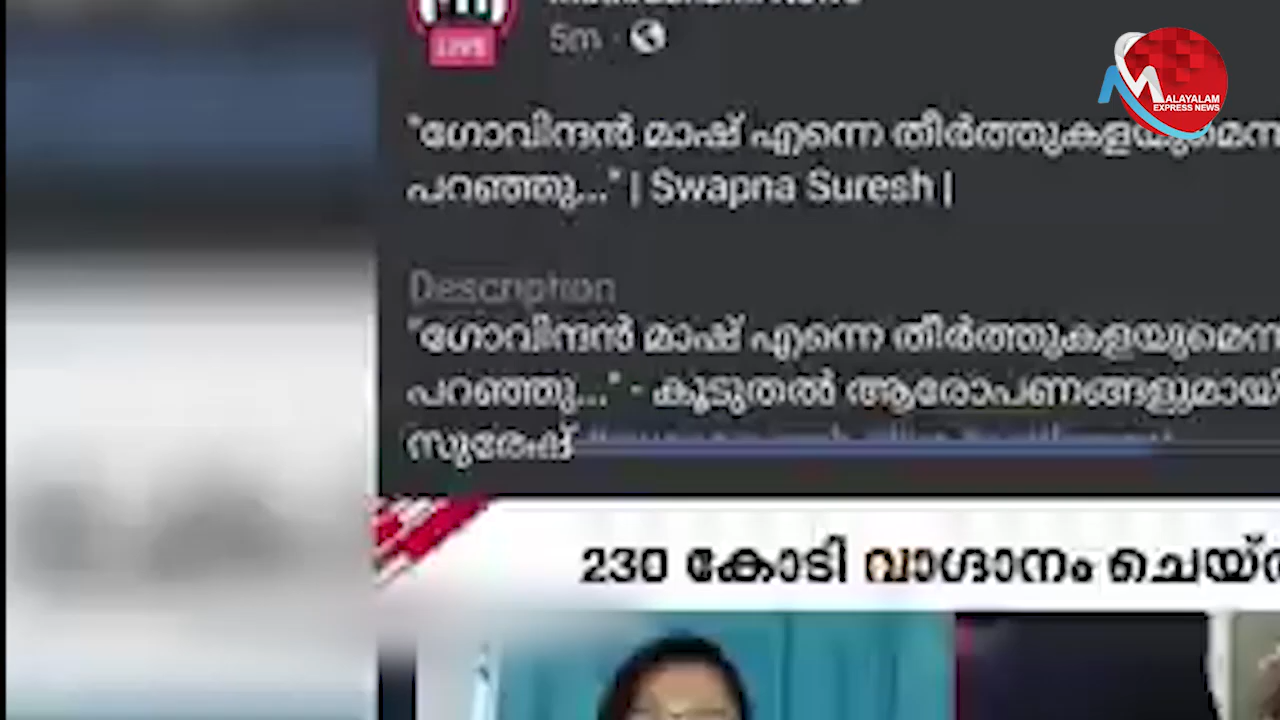 LIVE
5m ·
MALAYALAM
EXPRESS NEWS
"ഗോവിന്ദൻ മാഷ് എന്നെ തീർത്തുകളയുമെന്ന
പറഞ്ഞു..." | Swapna Suresh |
Description
"ഗോവിന്ദൻ മാഷ് എന്നെ തീർത്തുകളയുമെന്ന
പറഞ്ഞു..." - കൂടുതൽ ആരോപണങ്ങളുമായി
സുരേഷ്
230 കോടി വാഗ്ദാനം ചെയ്ത